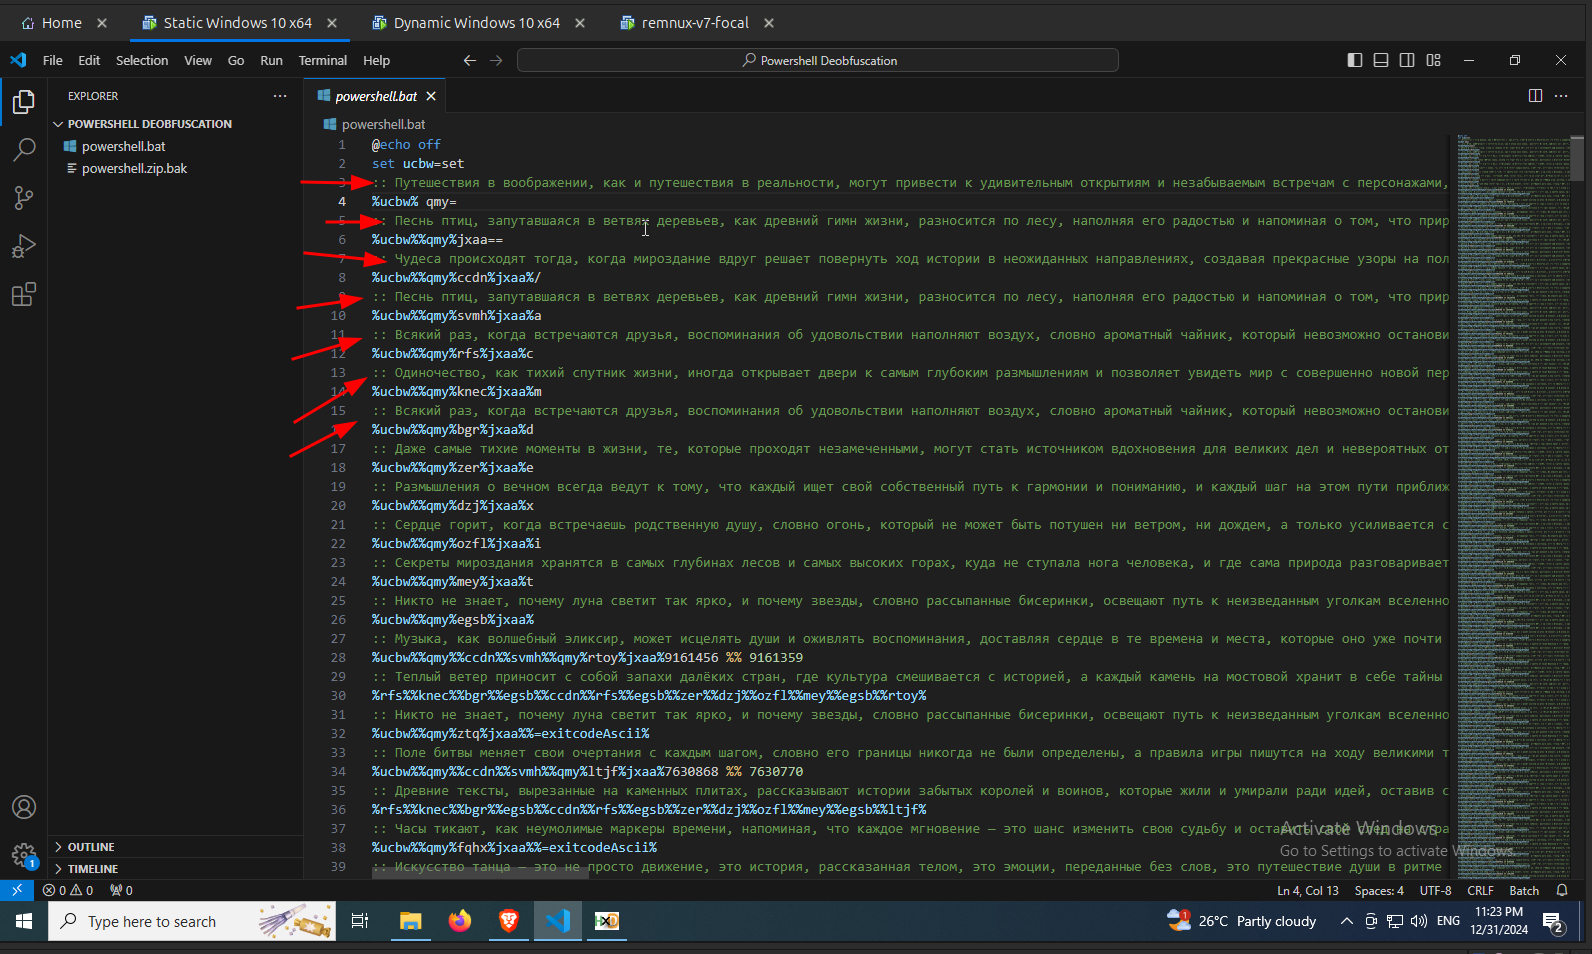 Home
Static Windows 10 x64
Dynamic Windows 10 x64
remnux-v7-focal
File Edit Selection View Go Run Terminal Help
Powershell Deobfuscation
EXPLORER
powershell.bat
POWERSHELL DEOBFUSCATION
powershell.bat
powershell.bat
powershell.zip.bak
1 @echo off
2 set ucbw=set
3 :: Путешествия в воображении, как и путешествия в реальности, могут привести к удивительным открытиям и незабываемым встречам с персонажами,
4 %ucbw% qmy=
5 :: Песнь птиц, запутавшаяся в ветвях деревьев, как древний гимн жизни, разносится по лесу, наполняя его радостью и напоминая о том, что прир
6 %ucbw%%qmy%jxaa==
7 :: Чудеса происходят тогда, когда мироздание вдруг решает повернуть ход истории в неожиданных направлениях, создавая прекрасные узоры на пол
8 %ucbw%%qmy%ccdn%jxaa%/
:: Песнь птиц, запутавшаяся в ветвях деревьев, как древний гимн жизни, разносится по лесу, наполняя его радостью и напоминая о том, что прир
10 %ucbw%%qmy%svmh%jxaa%a
11 :: Всякий раз, когда встречаются друзья, воспоминания об удовольствии наполняют воздух, словно ароматный чайник, который невозможно останови
12 %ucbw%%qmy%rfs%jxaa%c
13 :: Одиночество, как тихий спутник жизни, иногда открывает двери к самым глубоким размышлениям и позволяет увидеть мир с совершенно новой пер
14 %ucbw%%qmy%knec%jxaa%m
15 :: Всякий раз, когда встречаются друзья, воспоминания об удовольствии наполняют воздух, словно ароматный чайник, который невозможно останови
%ucbw%%qmy%bgr%jxaa%d
17 :: Даже самые тихие моменты в жизни, те, которые проходят незамеченными, могут стать источником вдохновения для великих дел и невероятных от
18 %ucbw%%qmy%zer%jxaa%e
19 :: Размышления о вечном всегда ведут к тому, что каждый ищет свой собственный путь к гармонии и пониманию, и каждый шаг на этом пути приближ
20 %ucbw%%qmy%dzj%jxaa%x
21 :: Сердце горит, когда встречаешь родственную душу, словно огонь, который не может быть потушен ни ветром, ни дождем, а только усиливается с
22 %ucbw%%qmy%ozfl%jxaa%i
23 :: Секреты мироздания хранятся в самых глубинах лесов и самых высоких горах, куда не ступала нога человека, и где сама природа разговаривает
24 %ucbw%%qmy%mey%jxaa%t
25 :: Никто не знает, почему луна светит так ярко, и почему звезды, словно рассыпанные бисеринки, освещают путь к неизведанным уголкам вселенно
26 %ucbw%%qmy%egsb%jxaa%
27 :: Музыка, как волшебный эликсир, может исцелять души и оживлять воспоминания, доставляя сердце в те времена и места, которые оно уже почти
28 %ucbw%%qmy%%ccdn%%svmh%%qmy%rtoy%jxaa%9161456 %% 9161359
29 :: Теплый ветер приносит с собой запахи далёких стран, где культура смешивается с историей, а каждый камень на мостовой хранит в себе тайны
30 %rfs%%knec%%bgr%%egsb%%ccdn%%rfs%%egsb%%zer%%dzj%%ozfl%%mey%%egsb%%rtoy%
31 :: Никто не знает, почему луна светит так ярко, и почему звезды, словно рассыпанные бисеринки, освещают путь к неизведанным уголкам вселенно
32 %ucbw%%qmy%ztq%jxaa%%=exitcodeAscii%
33 :: Поле битвы меняет свои очертания с каждым шагом, словно его границы никогда не были определены, а правила игры пишутся на ходу великими т
34 %ucbw%%qmy%%ccdn%%svmh%%qmy%ltjf%jxaa%7630868 %% 7630770
35 :: Древние тексты, вырезанные на каменных плитах, рассказывают истории забытых королей и воинов, которые жили и умирали ради идей, оставив с
36 %rfs%%knec%%bgr%%egsb%%ccdn%%rfs%%egsb%%zer%%dzj%%ozfl%%mey%%egsb%%ltjf%
37 :: Часы тикают, как неумолимые маркеры времени, напоминая, что каждое мгновение – это шанс изменить свою судьбу и
38 %ucbw%%qmy%fqhx%jxaa%%=exitcodeAscii%
39 :: Искусство танца – это не просто движение, это история, рассказанная телом, это эмоции, переданные без слов, это путешествие души в ритме
Activate Windows
Go to Settings to activate Windows.
OUTLINE
TIMELINE
1
0 0 0
Ln 4, Col 13 Spaces: 4 UTF-8 CRLF Batch
Type here to search
1
26°C Partly cloudy
ENG
11:23 PM
12/31/2024
2